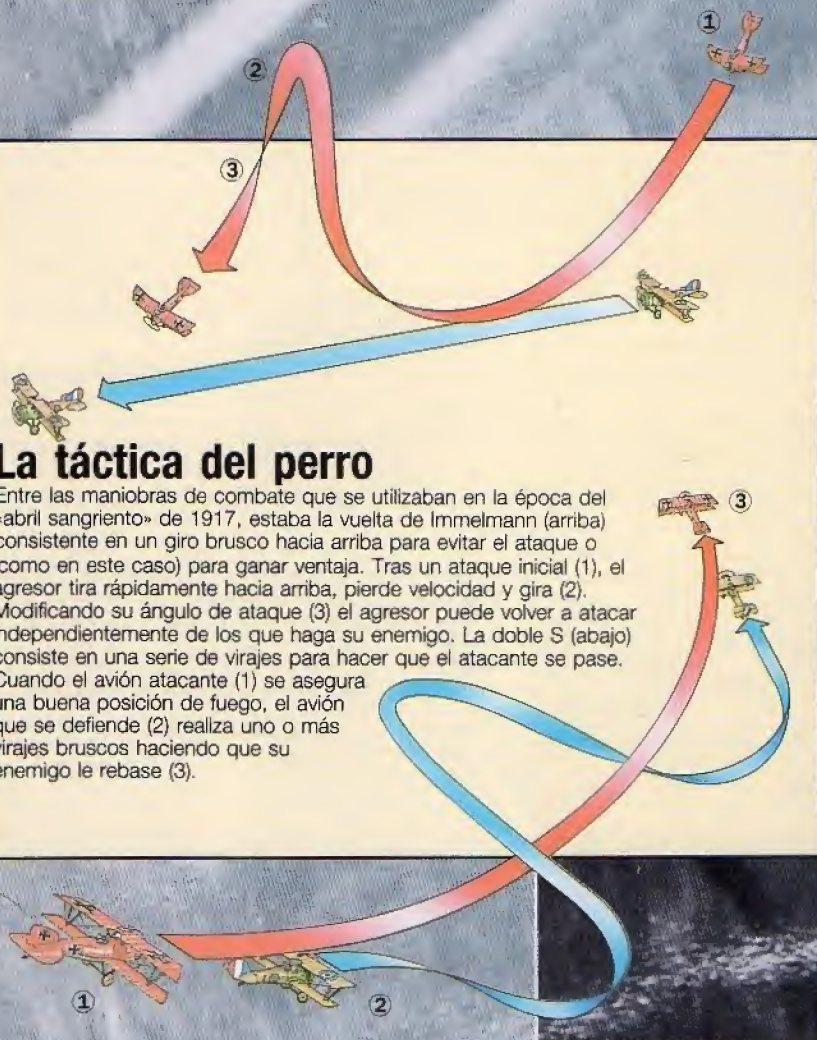 ①
②
③
La táctica del perro
Entre las maniobras de combate que se utilizaban en la época del
«abril sangriento» de 1917, estaba la vuelta de Immelmann (arriba)
consistente en un giro brusco hacia arriba para evitar el ataque o
(como en este caso) para ganar ventaja. Tras un ataque inicial (1), el
agresor tira rápidamente hacia arriba, pierde velocidad y gira (2).
Modificando su ángulo de ataque (3) el agresor puede volver a atacar
independientemente de los que haga su enemigo. La doble S (abajo)
consiste en una serie de virajes para hacer que el atacante se pase.
Cuando el avión atacante (1) se asegura
una buena posición de fuego, el avión
que se defiende (2) realiza uno o más
virajes bruscos haciendo que su
enemigo le rebase (3).
③
①
②